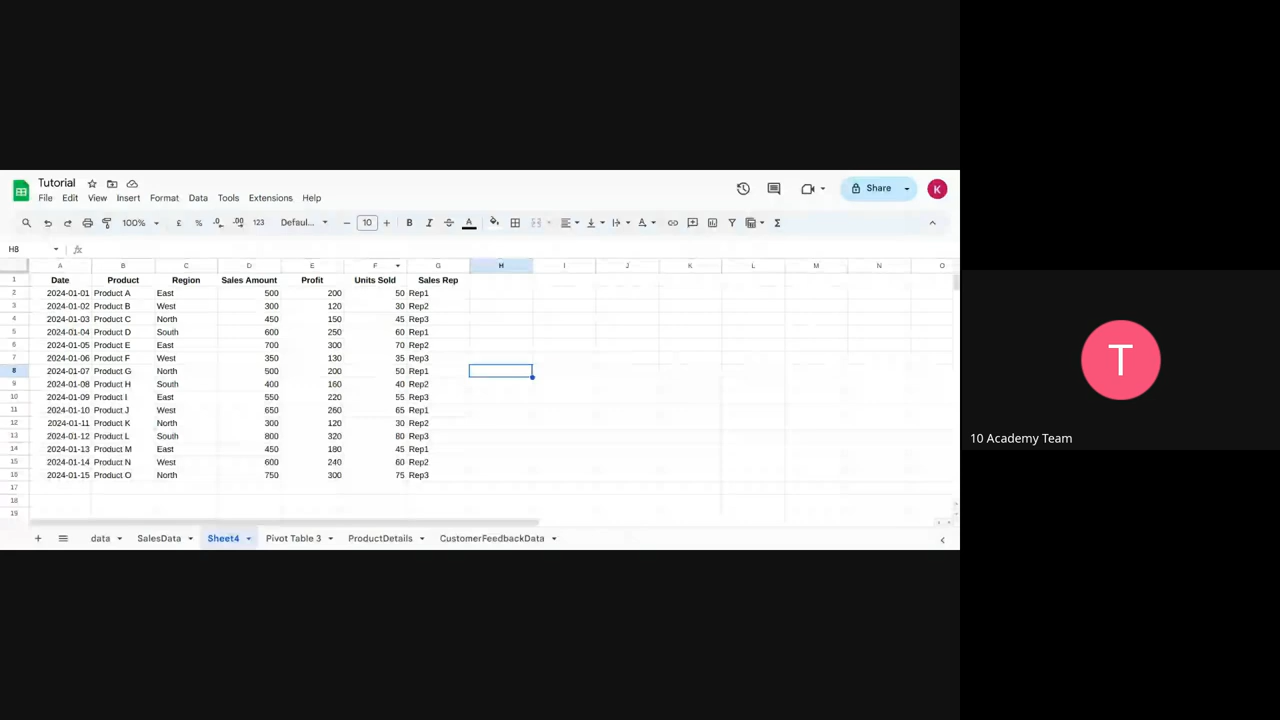 Tutorial
File Edit View Insert Format Data Tools Extensions Help
Share
K
100% £ % .0 .00 123 Defaul... 10 B I A Σ
H8 fx
A B C D E F G H I J K L M N O
1 Date Product Region Sales Amount Profit Units Sold Sales Rep
2 2024-01-01 Product A East 500 200 50 Rep1
3 2024-01-02 Product B West 300 120 30 Rep2
4 2024-01-03 Product C North 450 150 45 Rep3
5 2024-01-04 Product D South 600 250 60 Rep1
6 2024-01-05 Product E East 700 300 70 Rep2
7 2024-01-06 Product F West 350 130 35 Rep3
8 2024-01-07 Product G North 500 200 50 Rep1
9 2024-01-08 Product H South 400 160 40 Rep2
10 2024-01-09 Product I East 550 220 55 Rep3
11 2024-01-10 Product J West 650 260 65 Rep1
12 2024-01-11 Product K North 300 120 30 Rep2
13 2024-01-12 Product L South 800 320 80 Rep3
14 2024-01-13 Product M East 450 180 45 Rep1
15 2024-01-14 Product N West 600 240 60 Rep2
16 2024-01-15 Product O North 750 300 75 Rep3
17
18
19
data SalesData Sheet4 Pivot Table 3 ProductDetails CustomerFeedbackData
T
10 Academy Team